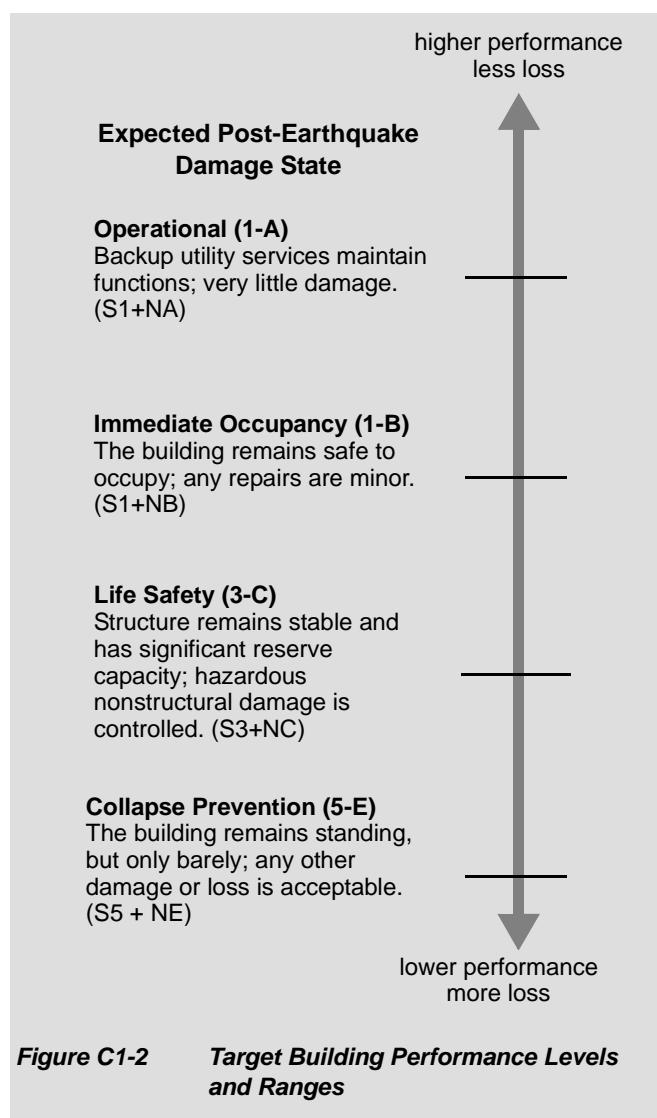 higher performance
less loss
Expected Post-Earthquake
Damage State
Operational (1-A)
Backup utility services maintain
functions; very little damage.
(S1+NA)
Immediate Occupancy (1-B)
The building remains safe to
occupy; any repairs are minor.
(S1+NB)
Life Safety (3-C)
Structure remains stable and
has significant reserve
capacity; hazardous
nonstructural damage is
controlled. (S3+NC)
Collapse Prevention (5-E)
The building remains standing,
but only barely; any other
damage or loss is acceptable.
(S5 + NE)
lower performance
more loss
Figure C1-2 Target Building Performance Levels
and Ranges